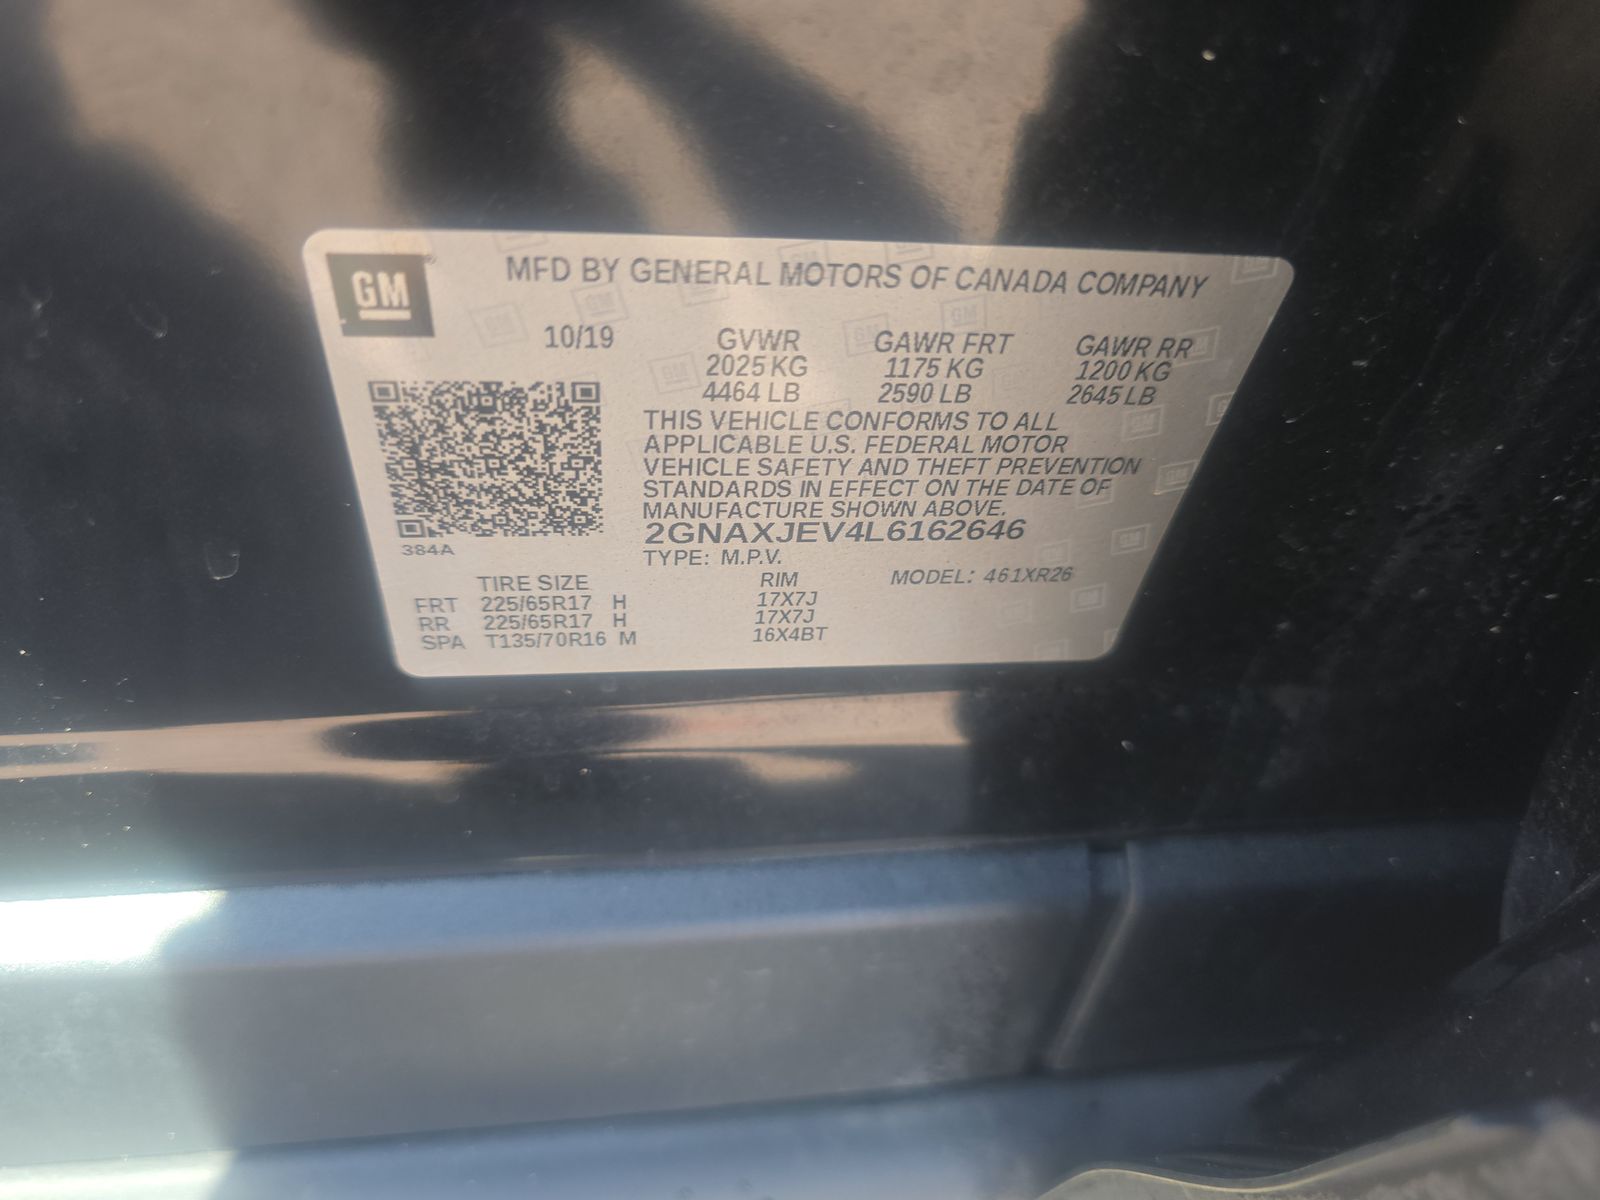 GM
MFD BY GENERAL MOTORS OF CANADA COMPANY
10/19 GVWR GAWR FRT GAWR RR
2025 KG 1175 KG 1200 KG
4464 LB 2590 LB 2645 LB
THIS VEHICLE CONFORMS TO ALL
APPLICABLE U.S. FEDERAL MOTOR
VEHICLE SAFETY AND THEFT PREVENTION
STANDARDS IN EFFECT ON THE DATE OF
MANUFACTURE SHOWN ABOVE.
2GNAXJEV4L6162646
384A
TYPE: M.P.V.
TIRE SIZE RIM MODEL: 461XR26
FRT 225/65R17 H 17X7J
RR 225/65R17 H 17X7J
SPA T135/70R16 M 16X4BT